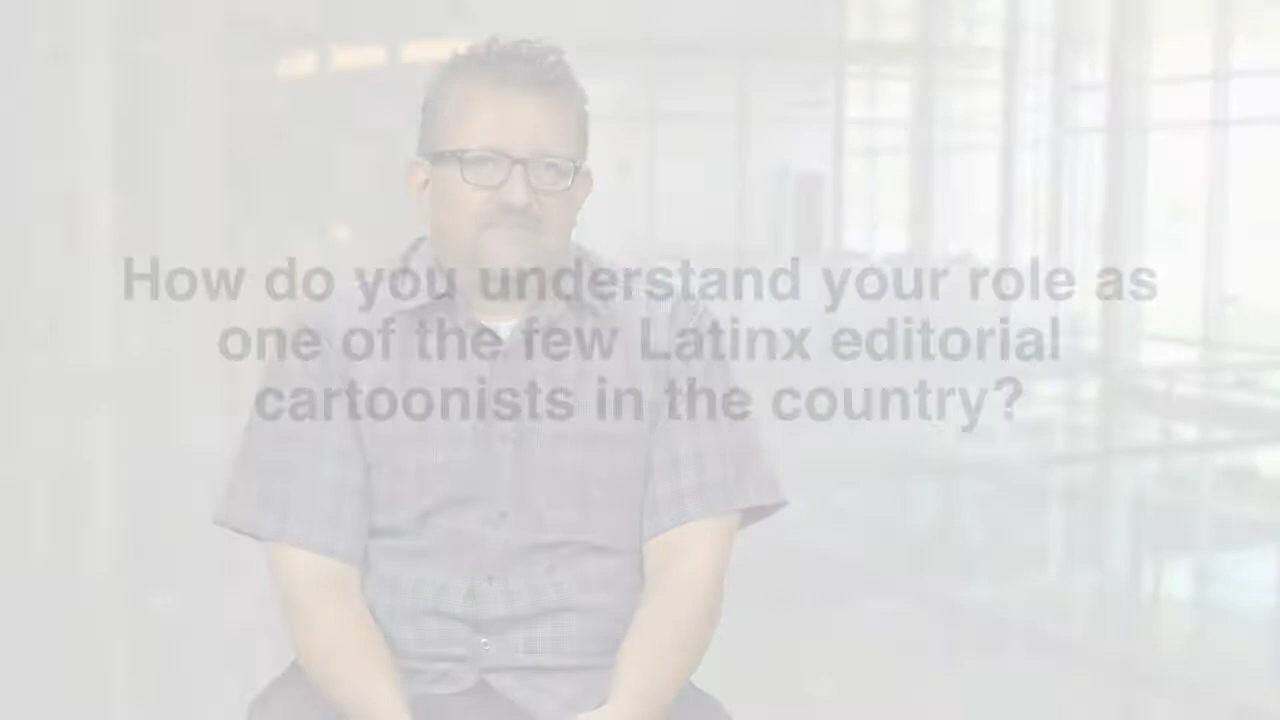 How do you understand your role as
one of the few Latinx editorial
cartoonists in the country?